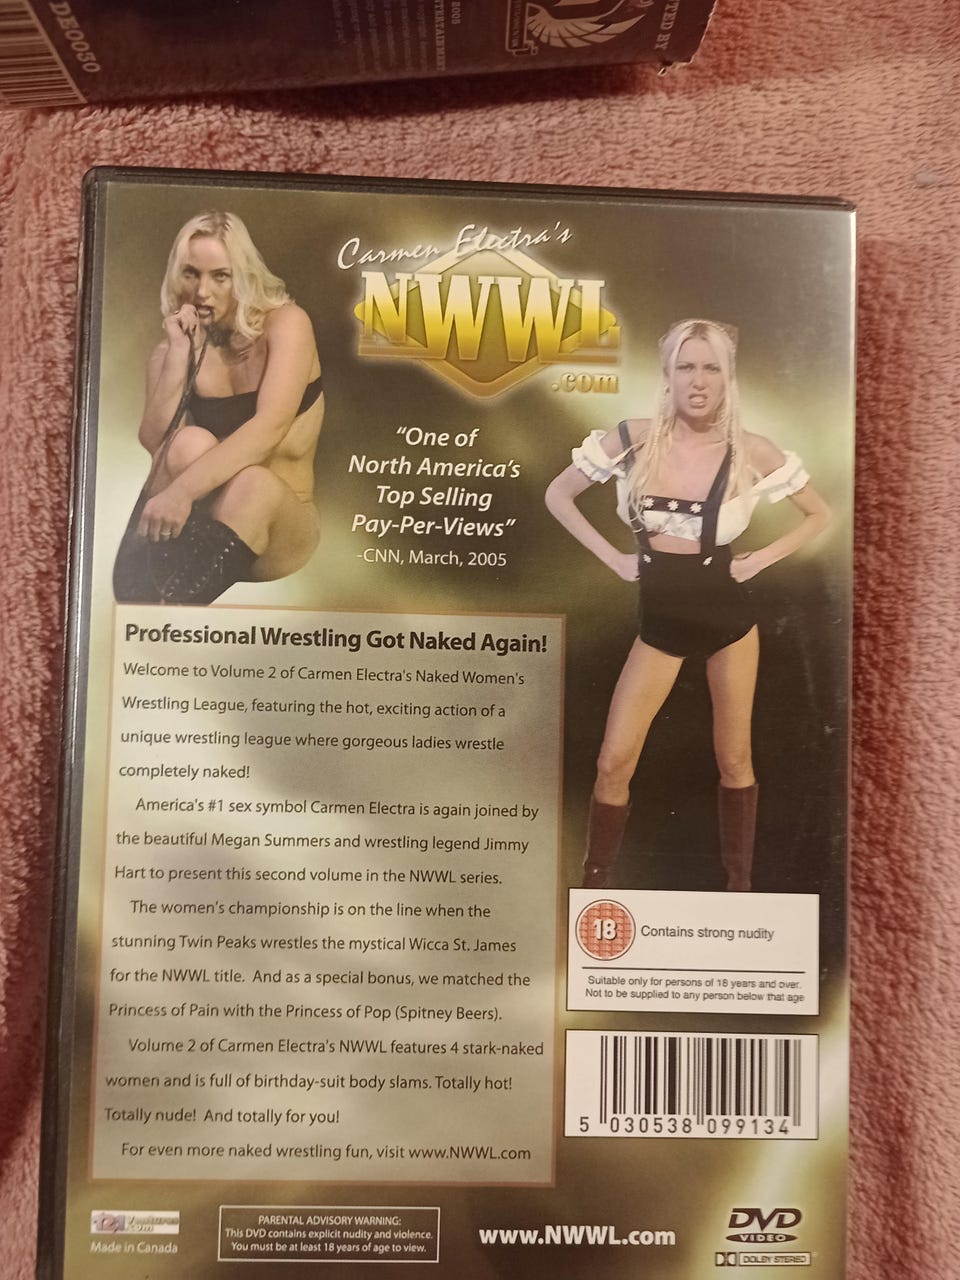 DEI0050
2005
ENTERTAINMENT
TED BY
Carmen Electra's
NWWL
.com
“One of
North America's
Top Selling
Pay-Per-Views”
-CNN, March, 2005
Professional Wrestling Got Naked Again!
Welcome to Volume 2 of Carmen Electra's Naked Women's
Wrestling League, featuring the hot, exciting action of a
unique wrestling league where gorgeous ladies wrestle
completely naked!
America's #1 sex symbol Carmen Electra is again joined by
the beautiful Megan Summers and wrestling legend Jimmy
Hart to present this second volume in the NWWL series.
The women's championship is on the line when the
stunning Twin Peaks wrestles the mystical Wicca St. James
for the NWWL title. And as a special bonus, we matched the
Princess of Pain with the Princess of Pop (Spitney Beers).
Volume 2 of Carmen Electra's NWWL features 4 stark-naked
women and is full of birthday-suit body slams. Totally hot!
Totally nude! And totally for you!
For even more naked wrestling fun, visit www.NWWL.com
18
Contains strong nudity
Suitable only for persons of 18 years and over.
Not to be supplied to any person below that age
5 030538 099134
.com
Made in Canada
PARENTAL ADVISORY WARNING:
This DVD contains explicit nudity and violence.
You must be at least 18 years of age to view.
www.NWWL.com
DVD
VIDEO
DOLBY STEREO